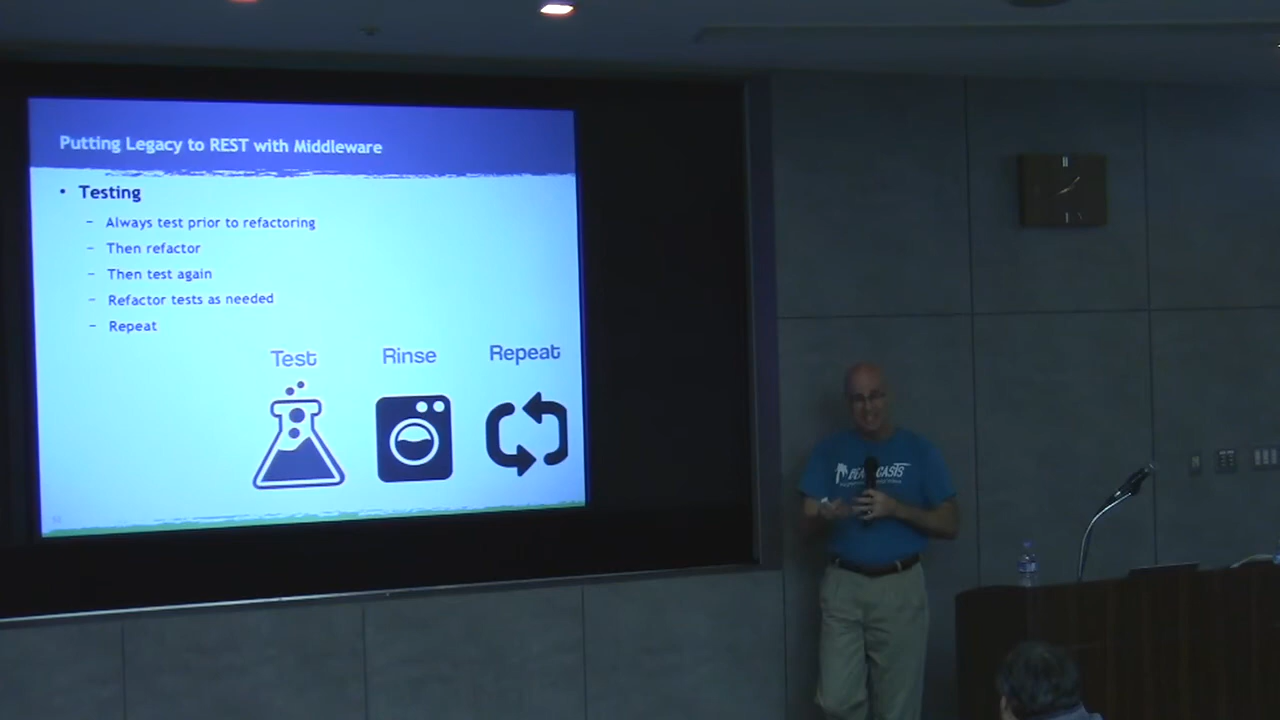 Putting Legacy to REST with Middleware
• Testing
– Always test prior to refactoring
– Then refactor
– Then test again
– Refactor tests as needed
– Repeat
Test Rinse Repeat